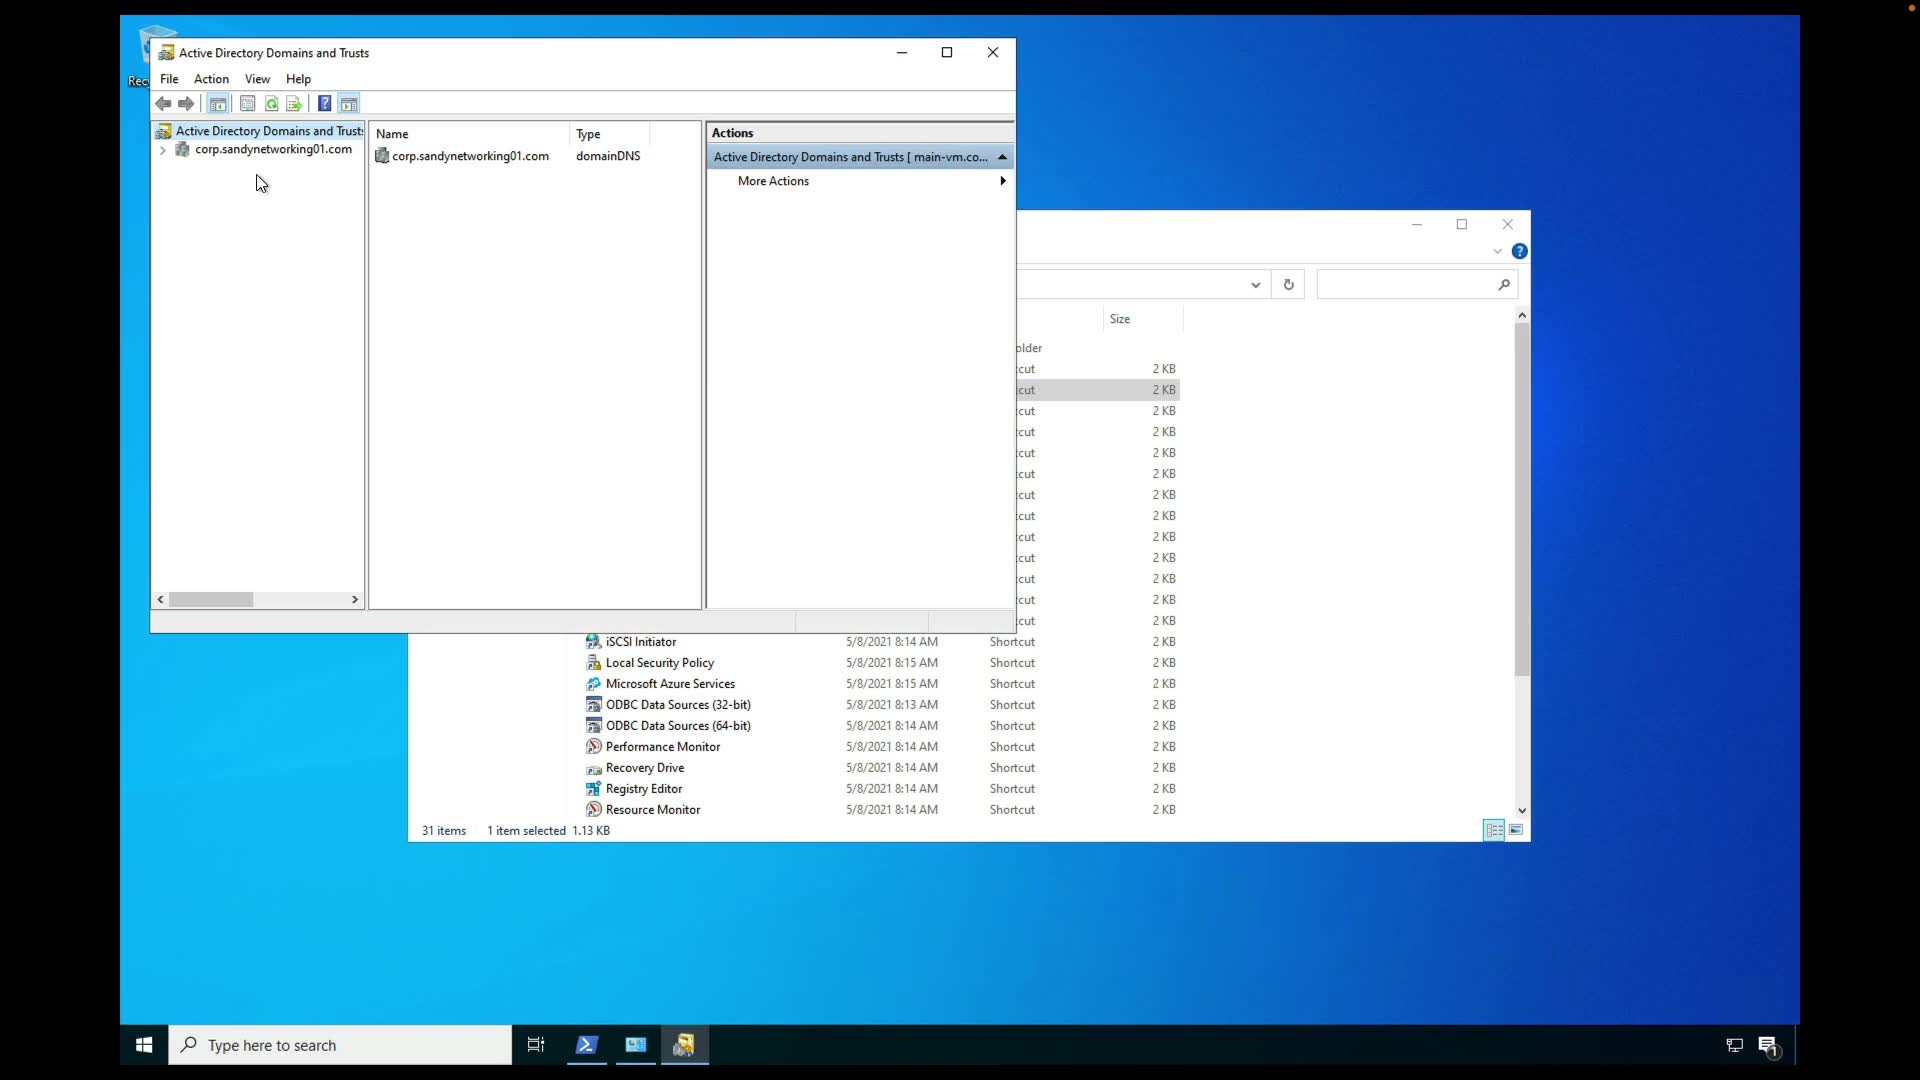 Active Directory Domains and Trusts
File Action View Help
Active Directory Domains and Trusts
corp.sandynetworking01.com
Name Type
corp.sandynetworking01.com domainDNS
Actions
Active Directory Domains and Trusts [ main-vm.co...
More Actions
Size
older
cut 2 KB
cut 2 KB
cut 2 KB
cut 2 KB
cut 2 KB
cut 2 KB
cut 2 KB
cut 2 KB
cut 2 KB
cut 2 KB
cut 2 KB
cut 2 KB
cut 2 KB
iSCSI Initiator 5/8/2021 8:14 AM Shortcut 2 KB
Local Security Policy 5/8/2021 8:15 AM Shortcut 2 KB
Microsoft Azure Services 5/8/2021 8:15 AM Shortcut 2 KB
ODBC Data Sources (32-bit) 5/8/2021 8:13 AM Shortcut 2 KB
ODBC Data Sources (64-bit) 5/8/2021 8:14 AM Shortcut 2 KB
Performance Monitor 5/8/2021 8:14 AM Shortcut 2 KB
Recovery Drive 5/8/2021 8:14 AM Shortcut 2 KB
Registry Editor 5/8/2021 8:14 AM Shortcut 2 KB
Resource Monitor 5/8/2021 8:14 AM Shortcut 2 KB
31 items 1 item selected 1.13 KB
Type here to search
1